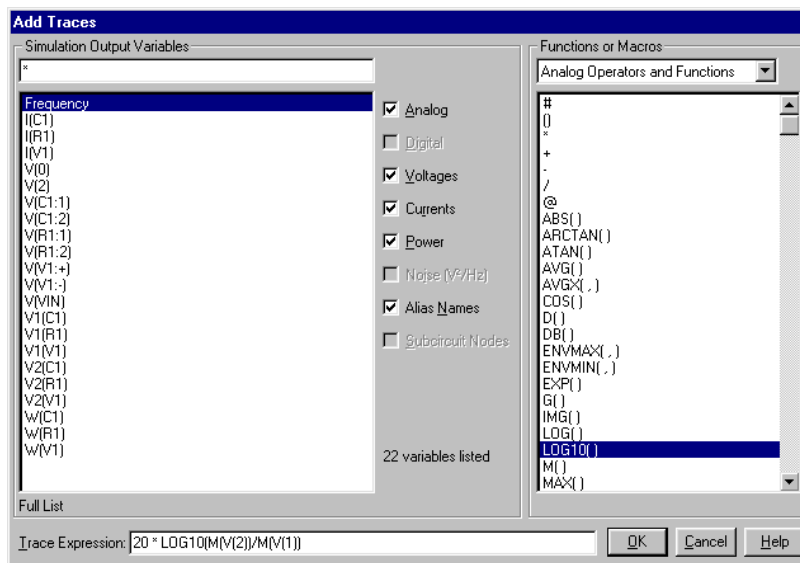 Add Traces
Simulation Output Variables
*
Frequency
I(C1)
I(R1)
I(V1)
V(0)
V(2)
V(C1:1)
V(C1:2)
V(R1:1)
V(R1:2)
V(V1:+)
V(V1:-)
V(VIN)
V1(C1)
V1(R1)
V1(V1)
V2(C1)
V2(R1)
V2(V1)
W(C1)
W(R1)
W(V1)
Full List
Analog
Digital
Voltages
Currents
Power
Noise (V²/Hz)
Alias Names
Subcircuit Nodes
22 variables listed
Functions or Macros
Analog Operators and Functions
#
()
*
+
-
/
@
ABS( )
ARCTAN( )
ATAN( )
AVG( )
AVGX( , )
COS( )
D( )
DB( )
ENVMAX( , )
ENVMIN( , )
EXP( )
G( )
IMG( )
LOG( )
LOG10( )
M( )
MAX( )
Trace Expression: 20 * LOG10(M(V(2))/M(V(1))
OK Cancel Help